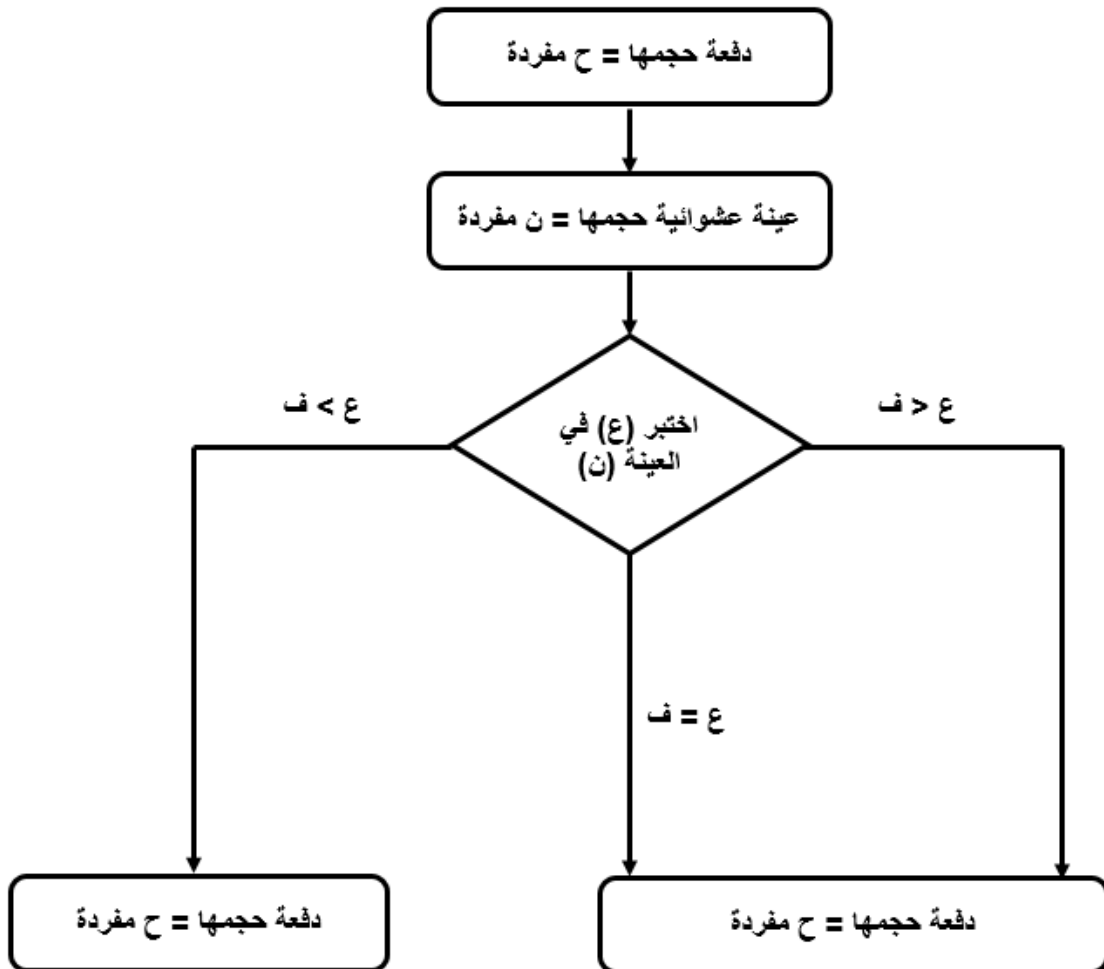 دفعة حجمها = ح مفردة
عينة عشوائية حجمها = ن مفردة
ع < ف
ع > ف
اختبر (ع) في
العينة (ن)
ع = ف
دفعة حجمها = ح مفردة
دفعة حجمها = ح مفردة